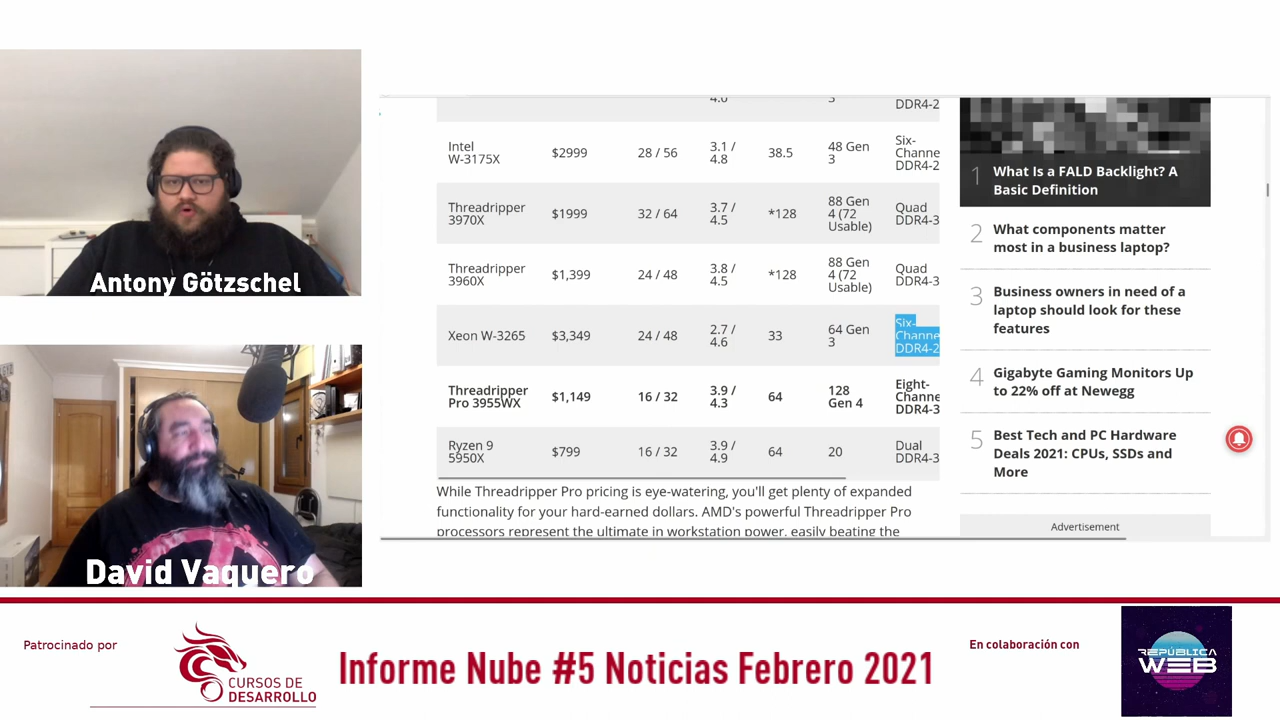 Antony Götzschel
David Vaquero
DDR4-2
Intel W-3175X $2999 28 / 56 3.1 / 4.8 38.5 48 Gen 3 Six-Channe DDR4-2
Threadripper 3970X $1999 32 / 64 3.7 / 4.5 *128 88 Gen 4 (72 Usable) Quad DDR4-3
Threadripper 3960X $1,399 24 / 48 3.8 / 4.5 *128 88 Gen 4 (72 Usable) Quad DDR4-3
Xeon W-3265 $3,349 24 / 48 2.7 / 4.6 33 64 Gen 3 Six-Channe DDR4-2
Threadripper Pro 3955WX $1,149 16 / 32 3.9 / 4.3 64 128 Gen 4 Eight-Channe DDR4-3
Ryzen 9 5950X $799 16 / 32 3.9 / 4.9 64 20 Dual DDR4-3
While Threadripper Pro pricing is eye-watering, you'll get plenty of expanded
functionality for your hard-earned dollars. AMD's powerful Threadripper Pro
processors represent the ultimate in workstation power, easily beating the
1 What Is a FALD Backlight? A
Basic Definition
2 What components matter
most in a business laptop?
3 Business owners in need of a
laptop should look for these
features
4 Gigabyte Gaming Monitors Up
to 22% off at Newegg
5 Best Tech and PC Hardware
Deals 2021: CPUs, SSDs and
More
Advertisement
Patrocinado por
CURSOS DE
DESARROLLO
Informe Nube #5 Noticias Febrero 2021
En colaboración con
REPÚBLICA
WEB